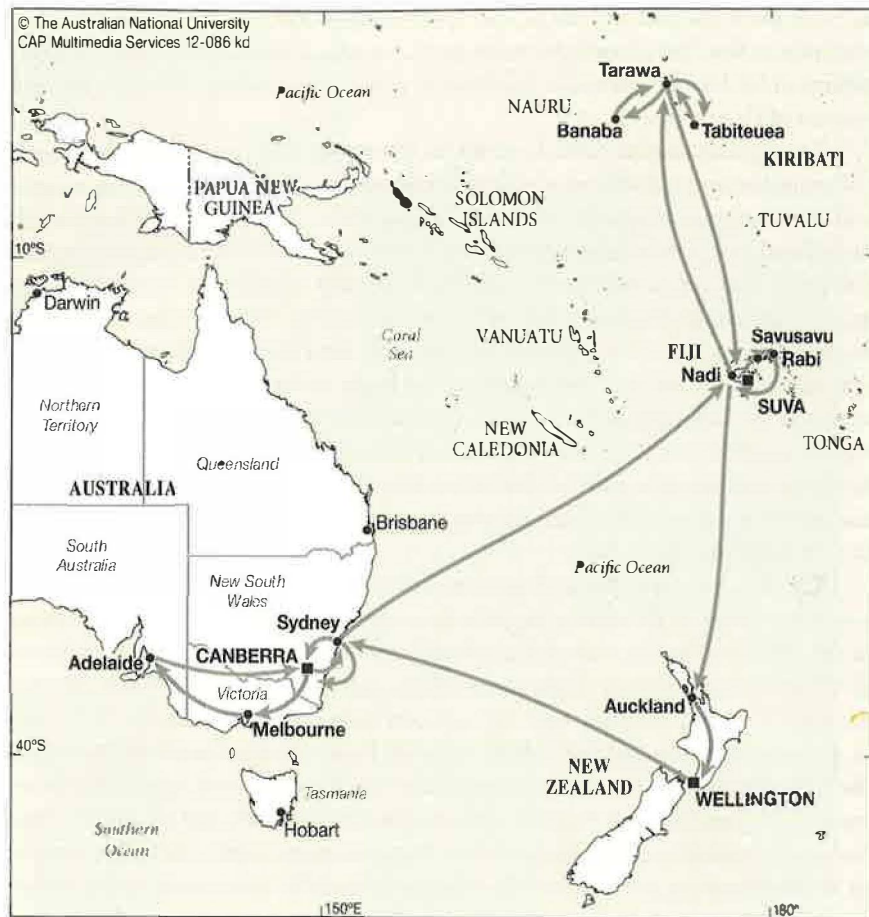 © The Australian National University
CAP Multimedia Services 12-086 kd
Pacific Ocean
Tarawa
NAURU
Banaba
Tabiteuea
KIRIBATI
PAPUA NEW
GUINEA
SOLOMON
ISLANDS
TUVALU
10°S
Darwin
Coral
Sea
VANUATU
FIJI
Savusavu
Rabi
Nadi
SUVA
Northern
Territory
NEW
CALEDONIA
TONGA
Queensland
AUSTRALIA
Brisbane
South
Australia
Pacific Ocean
New South
Wales
Sydney
Adelaide
CANBERRA
Victoria
Auckland
Melbourne
40°S
NEW
ZEALAND
WELLINGTON
Tasmania
Hobart
Southern
Ocean
150°E
180°